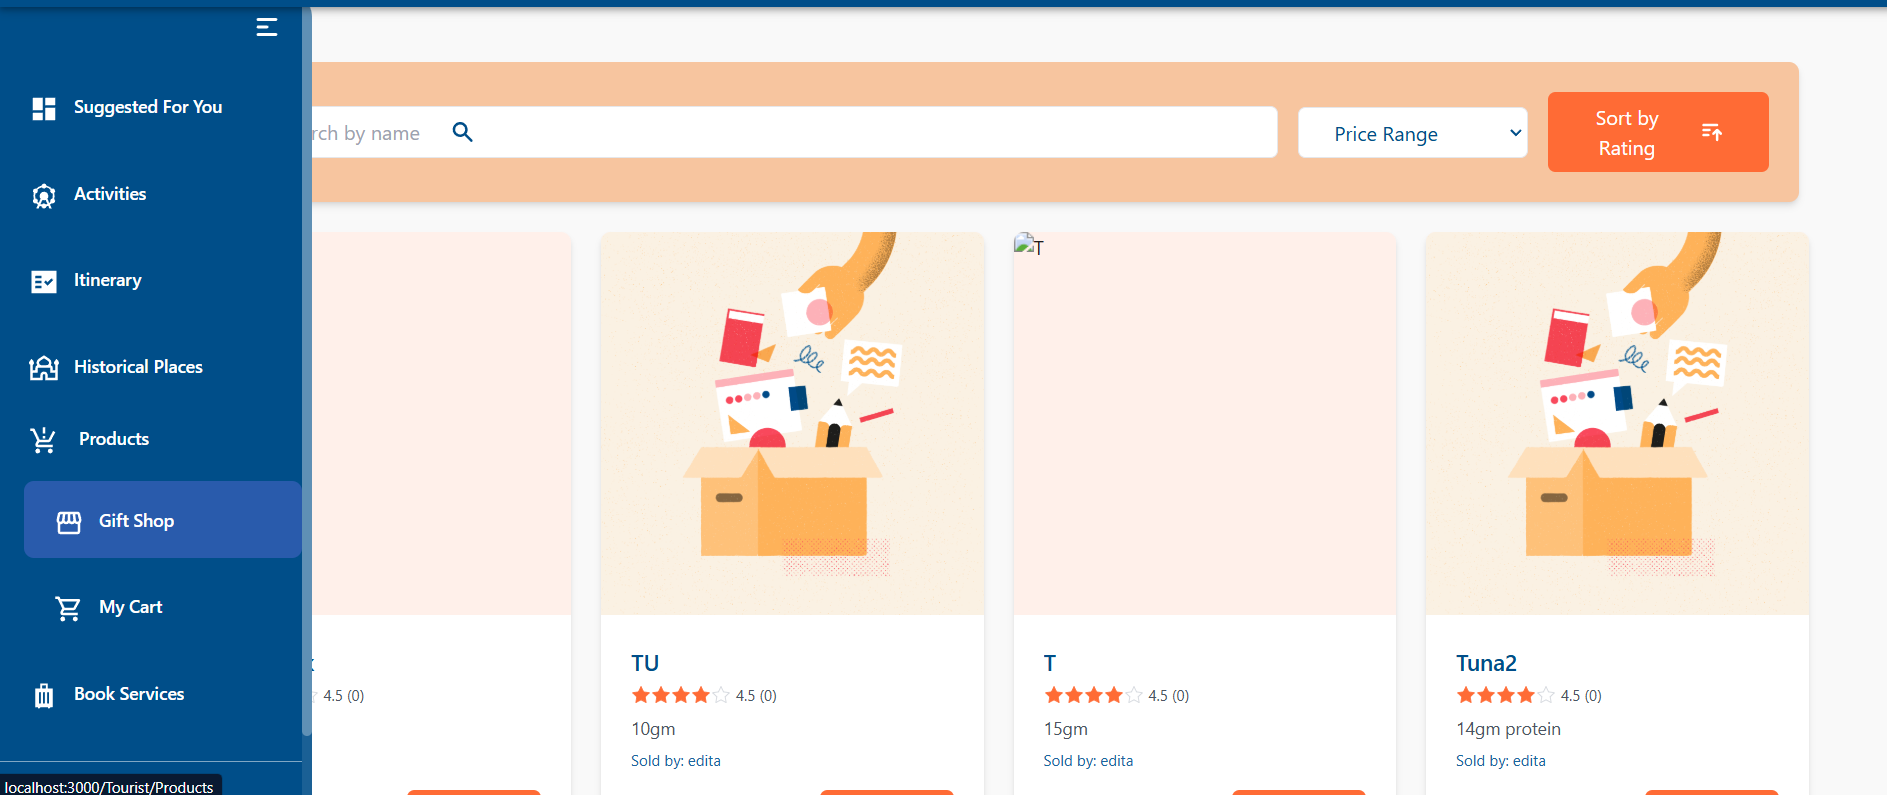 Suggested For You
Activities
Itinerary
Historical Places
Products
Gift Shop
My Cart
Book Services
localhost:3000/Tourist/Products
rch by name
Price Range
Sort by
Rating
4.5 (0)
TU
4.5 (0)
10gm
Sold by: edita
T
T
4.5 (0)
15gm
Sold by: edita
Tuna2
4.5 (0)
14gm protein
Sold by: edita